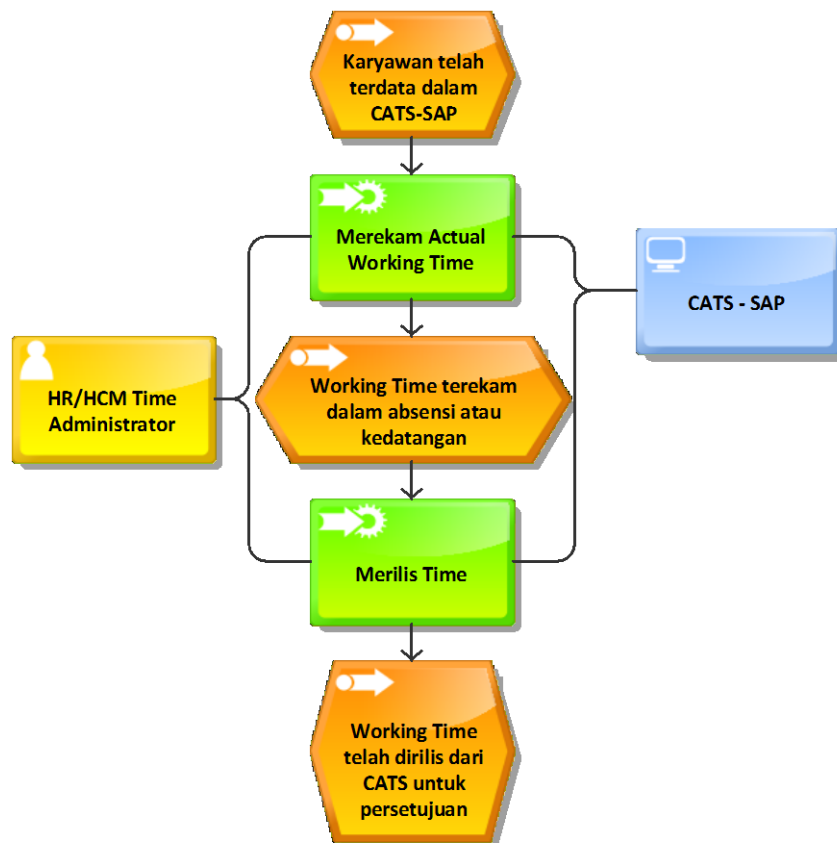 Karyawan telah
terdata dalam
CATS-SAP
Merekam Actual
Working Time
CATS - SAP
HR/HCM Time
Administrator
Working Time terekam
dalam absensi atau
kedatangan
Merilis Time
Working Time
telah dirilis dari
CATS untuk
persetujuan